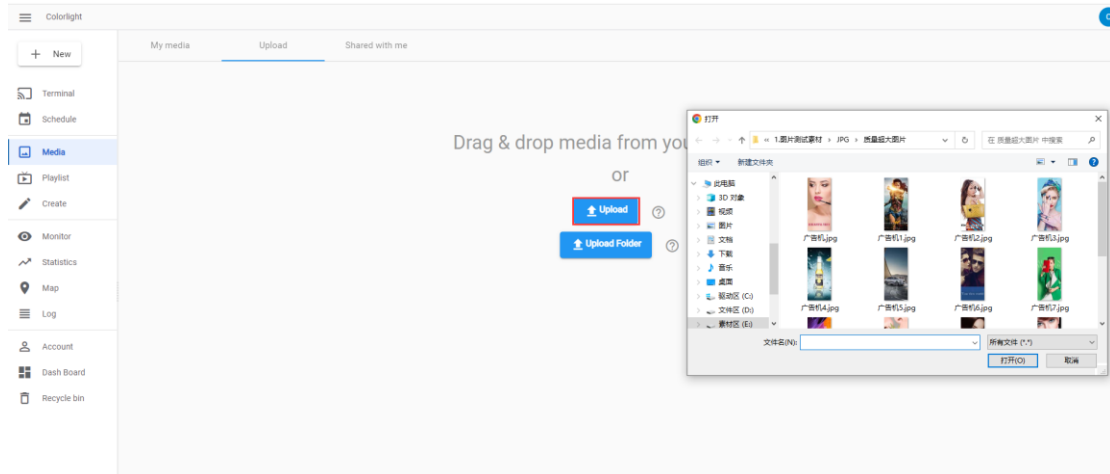 Colorlight
New
My media
Upload
Shared with me
Terminal
Schedule
Media
Playlist
Create
Monitor
Statistics
Map
Log
Account
Dash Board
Recycle bin
Drag & drop media from you
or
Upload
Upload Folder
打开
« 1.图片测试素材 › JPG › 质量超大图片
在 质量超大图片 中搜索
组织
新建文件夹
此电脑
3D 对象
视频
图片
文档
下载
音乐
桌面
驱动区 (C:)
文件区 (D:)
素材区 (E:)
广告机.jpg
广告机1.jpg
广告机2.jpg
广告机3.jpg
广告机4.jpg
广告机5.jpg
广告机6.jpg
广告机7.jpg
文件名(N):
所有文件 (*.*)
打开(O)
取消